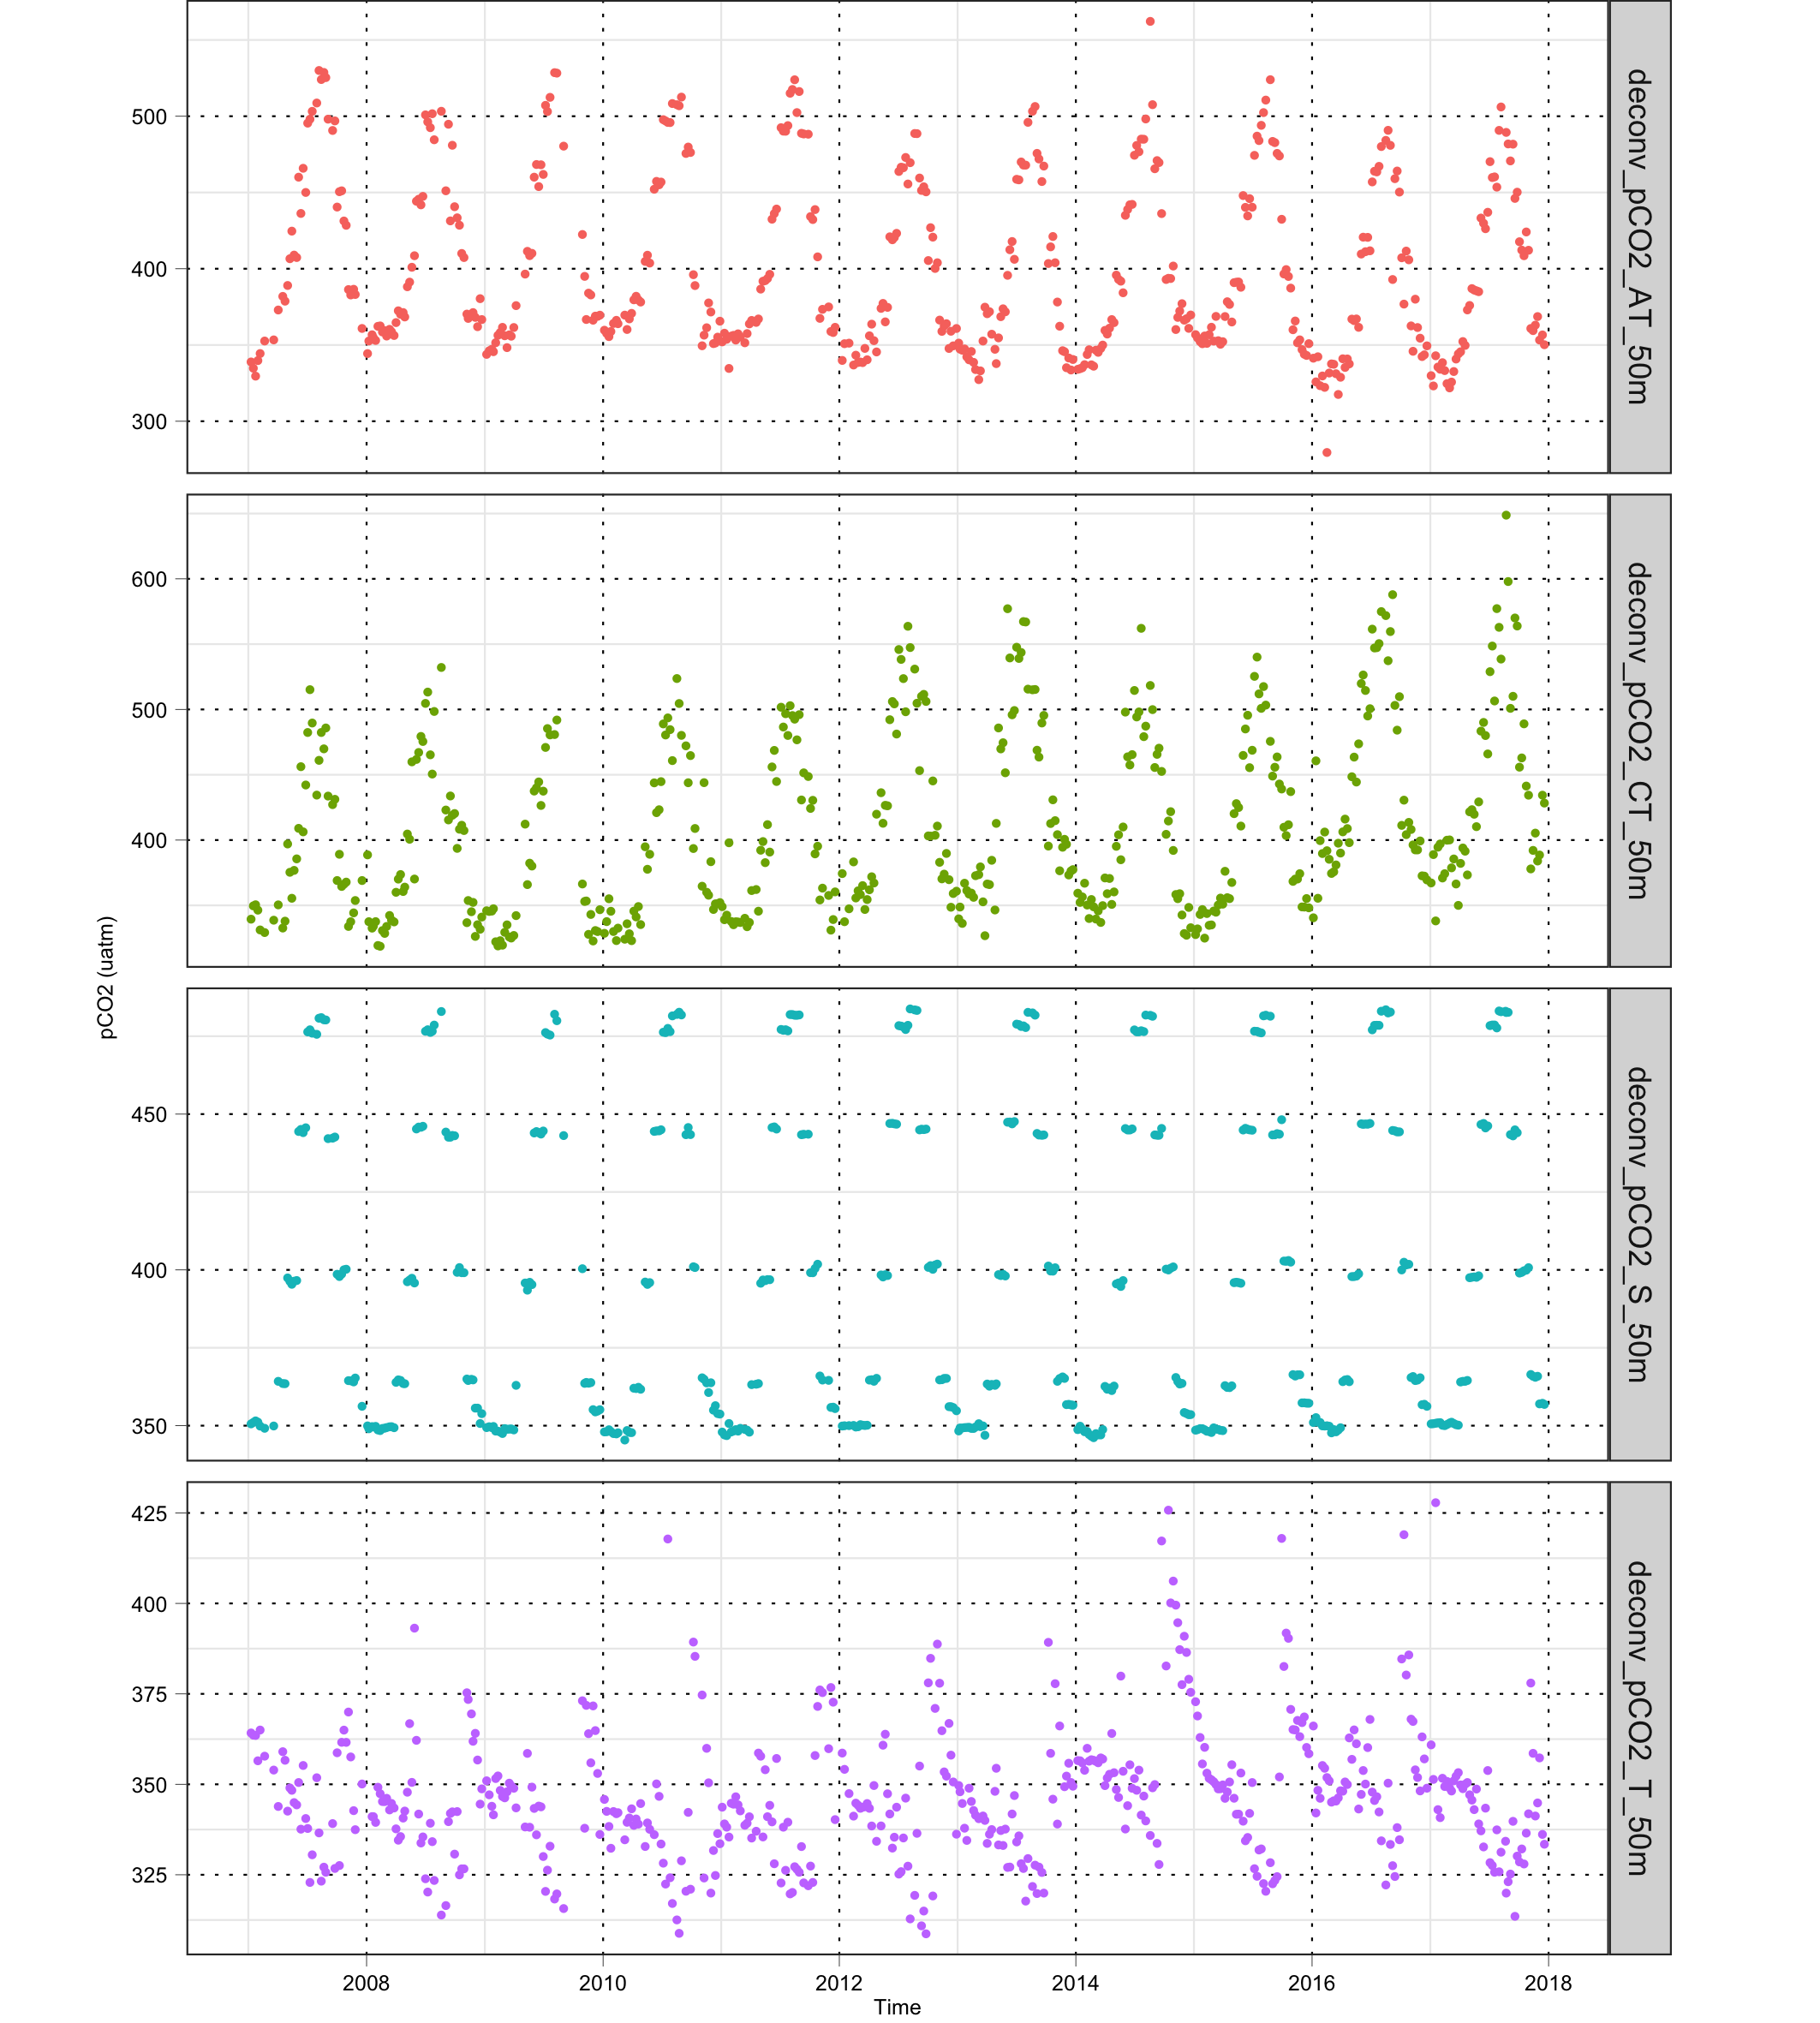 500
400
300
deconv_pCO2_AT_50m
600
500
400
deconv_pCO2_CT_50m
pCO2 (uatm)
450
400
350
deconv_pCO2_S_50m
425
400
375
350
325
deconv_pCO2_T_50m
2008 2010 2012 2014 2016 2018
Time